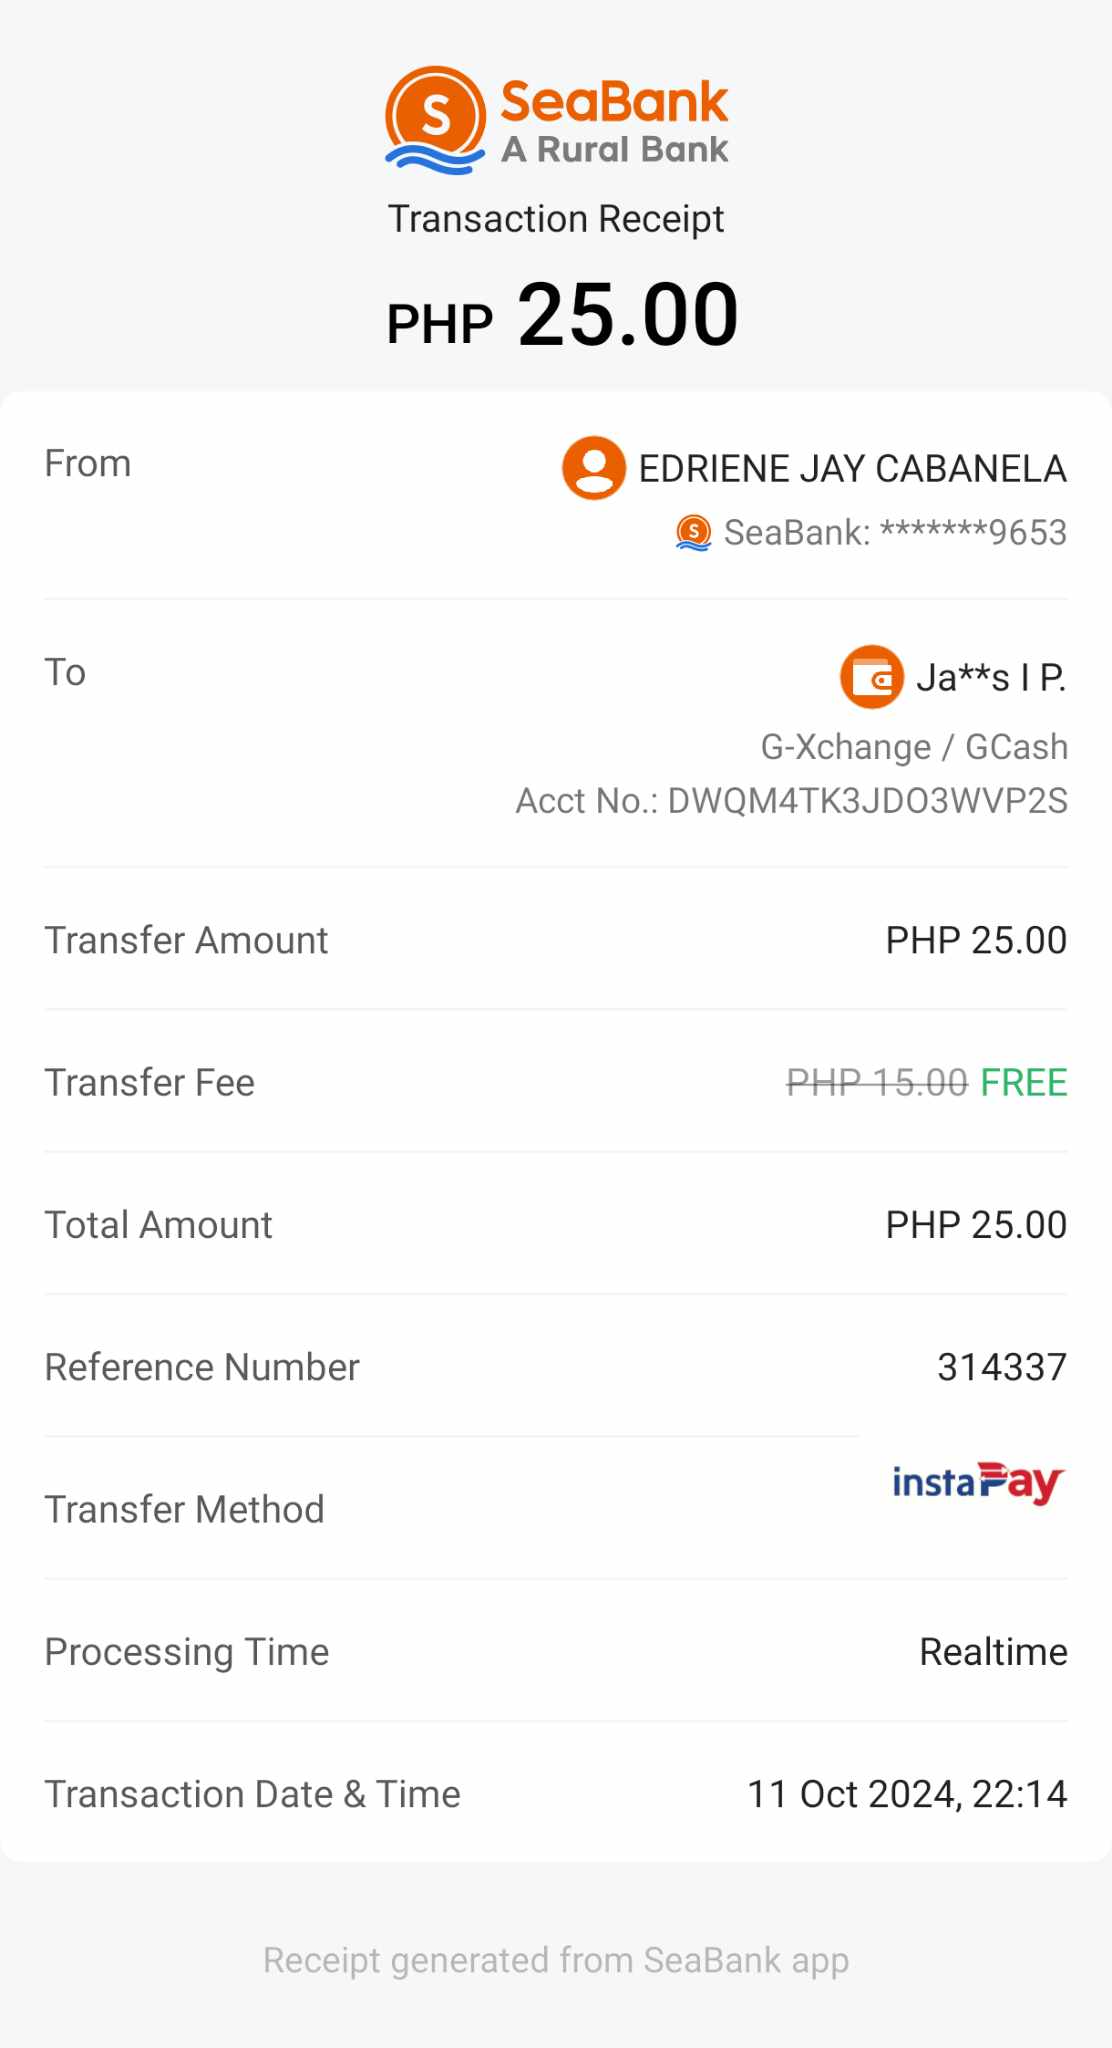 SeaBank
A Rural Bank
Transaction Receipt
PHP 25.00
From
EDRIENE JAY CABANELA
SeaBank: *******9653
To
Ja**s I P.
G-Xchange / GCash
Acct No.: DWQM4TK3JDO3WVP2S
Transfer Amount
PHP 25.00
Transfer Fee
PHP 15.00 FREE
Total Amount
PHP 25.00
Reference Number
314337
Transfer Method
instaPay
Processing Time
Realtime
Transaction Date & Time
11 Oct 2024, 22:14
Receipt generated from SeaBank app